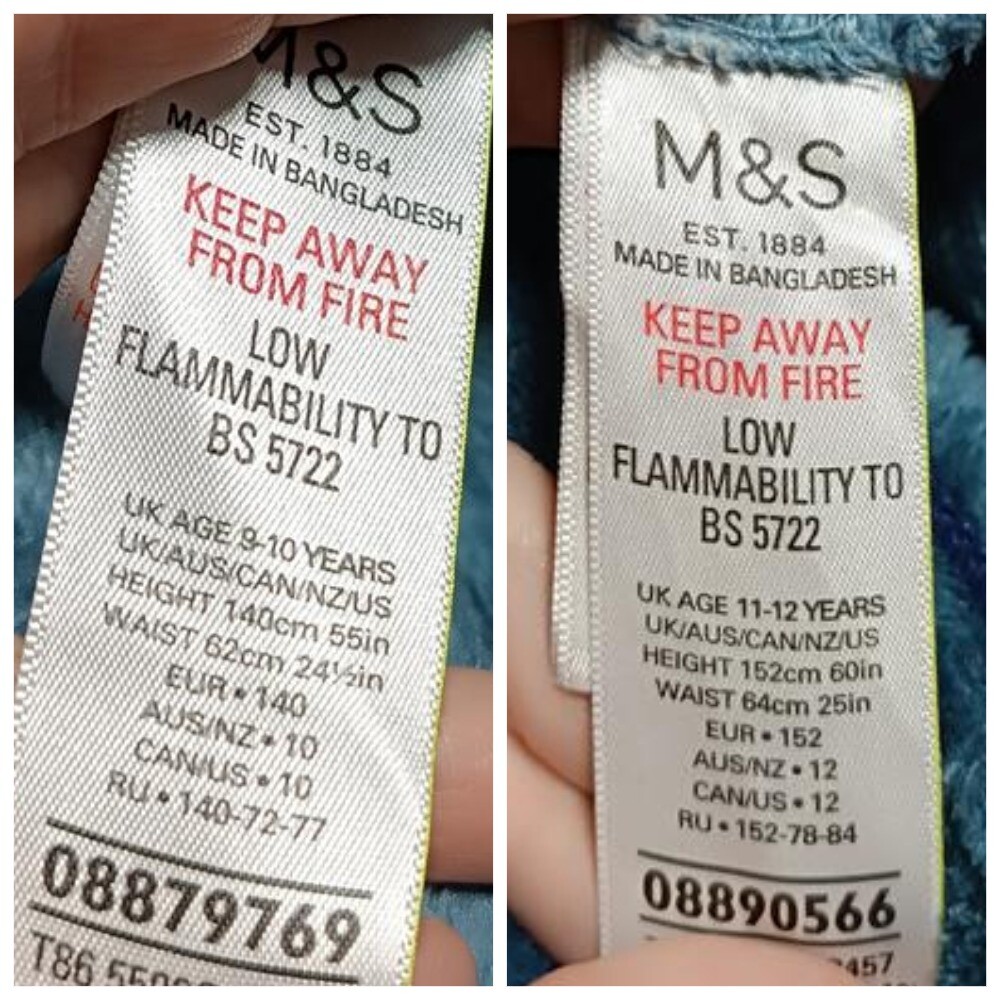 M&S
EST. 1884
MADE IN BANGLADESH
KEEP AWAY
FROM FIRE
LOW
FLAMMABILITY TO
BS 5722
UK AGE 9-10 YEARS
UK/AUS/CAN/NZ/US
HEIGHT 140cm 55in
WAIST 62cm 24½in
EUR • 140
AUS/NZ • 10
CAN/US • 10
RU • 140-72-77
08879769
T86
M&S
EST. 1884
MADE IN BANGLADESH
KEEP AWAY
FROM FIRE
LOW
FLAMMABILITY TO
BS 5722
UK AGE 11-12 YEARS
UK/AUS/CAN/NZ/US
HEIGHT 152cm 60in
WAIST 64cm 25in
EUR • 152
AUS/NZ • 12
CAN/US • 12
RU • 152-78-84
08890566
457